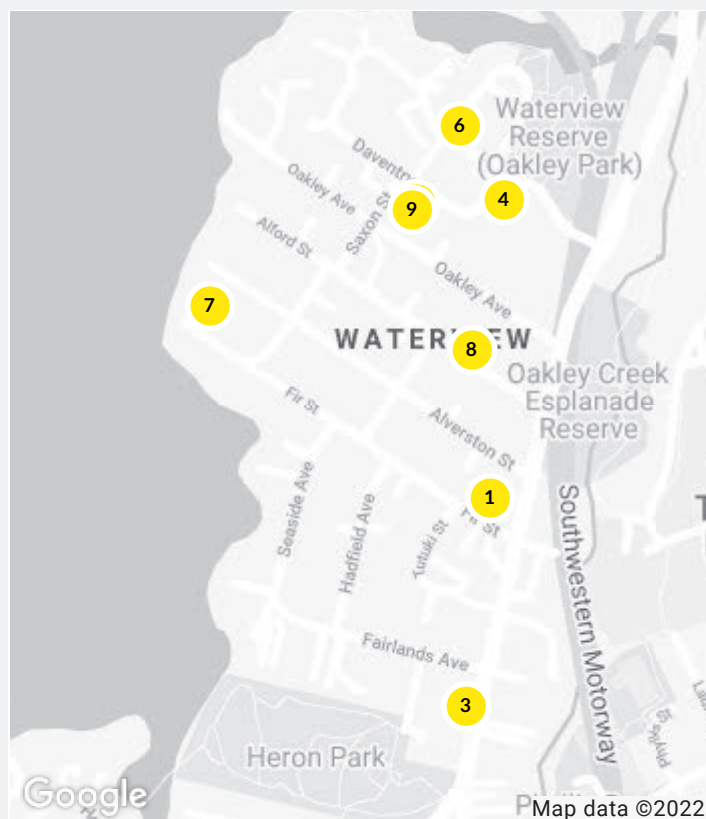 Waterview
Reserve
(Oakley Park)
6
Oakley Ave
4
Saxon St
9
Alford St
Oakley Ave
7
WATERVIEW
8
Oakley Creek
Esplanade
Reserve
Fir St
Alverston St
1
Fir St
Seaside Ave
Hadfield Ave
Tutuki St
Southwestern Motorway
Fairlands Ave
3
Heron Park
Google
Map data ©2022